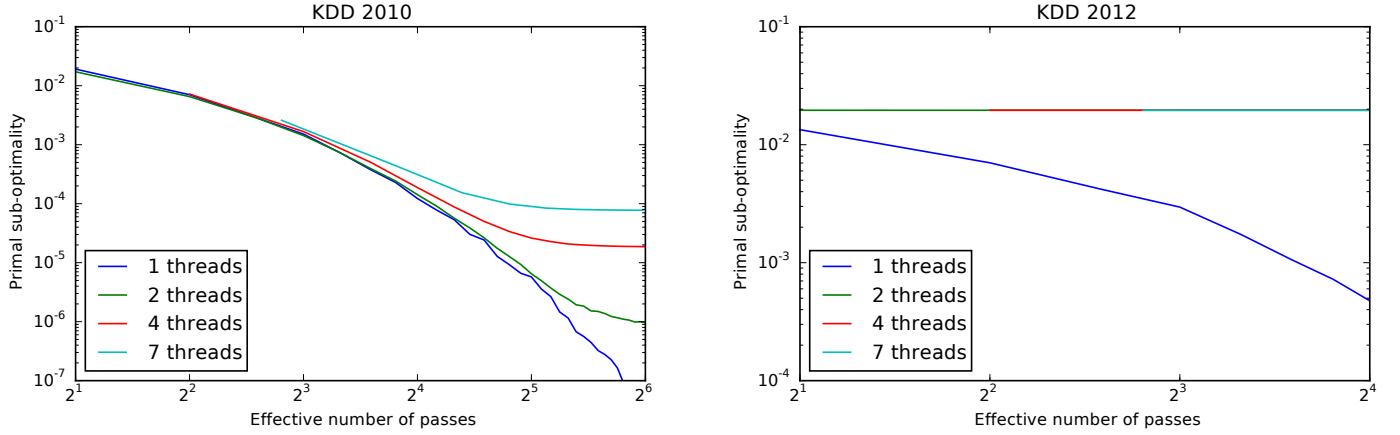 KDD 2010
Primal sub-optimality
10^-1
10^-2
10^-3
10^-4
10^-5
10^-6
10^-7
1 threads
2 threads
4 threads
7 threads
2^1 2^2 2^3 2^4 2^5 2^6
Effective number of passes
KDD 2012
Primal sub-optimality
10^-1
10^-2
10^-3
10^-4
1 threads
2 threads
4 threads
7 threads
2^1 2^2 2^3 2^4
Effective number of passes